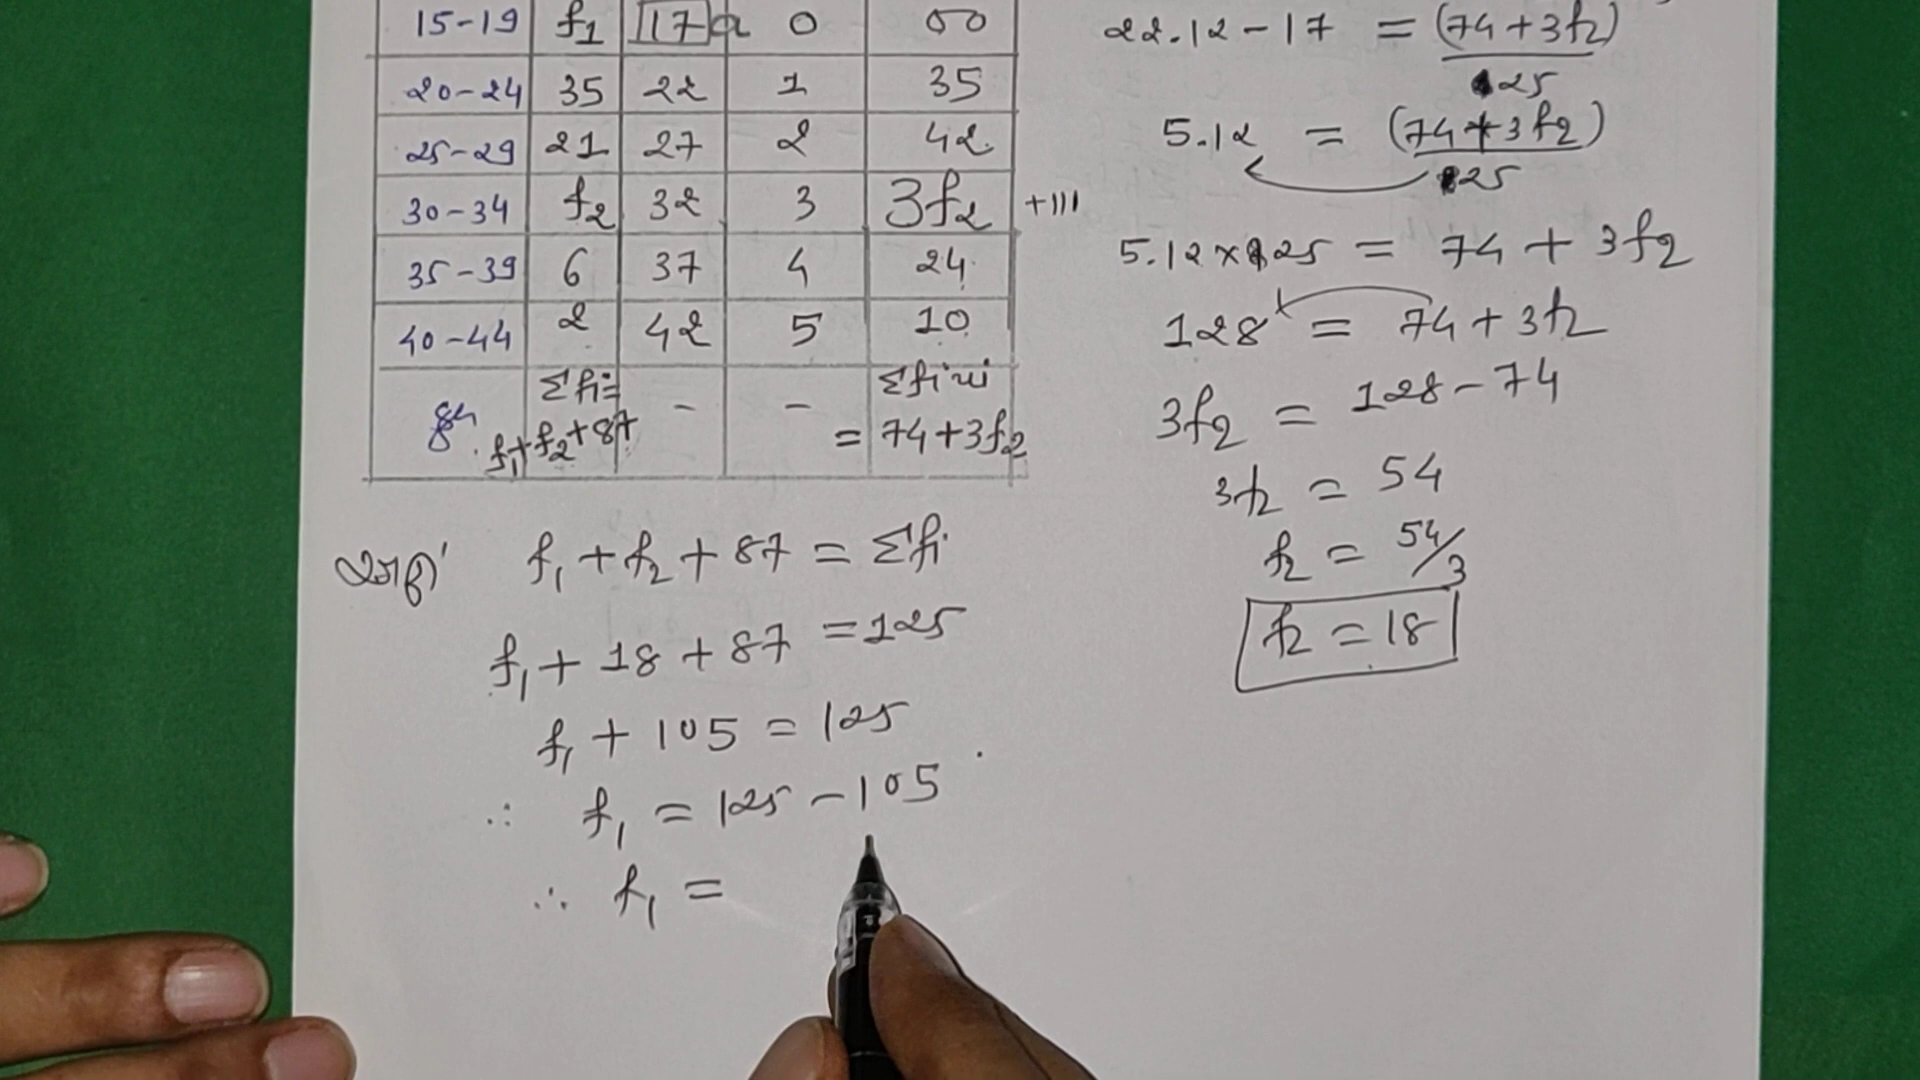 15-19 f1 17 a 0 00
20-24 35 22 1 35
25-29 21 27 2 42
30-34 f2 32 3 3f2 +111
35-39 6 37 4 24
40-44 2 42 5 10
Σfi= f1+f2+87 - - Σfiui = 74+3f2
f1 + f2 + 87 = Σfi
f1 + 18 + 87 = 125
f1 + 105 = 125
∴ f1 = 125 - 105
∴ f1 =
22.12 - 17 = (74+3f2) / 25
5.12 = (74+3f2) / 25
5.12 × 25 = 74 + 3f2
128 = 74 + 3f2
3f2 = 128 - 74
3f2 = 54
f2 = 54/3
f2 = 18